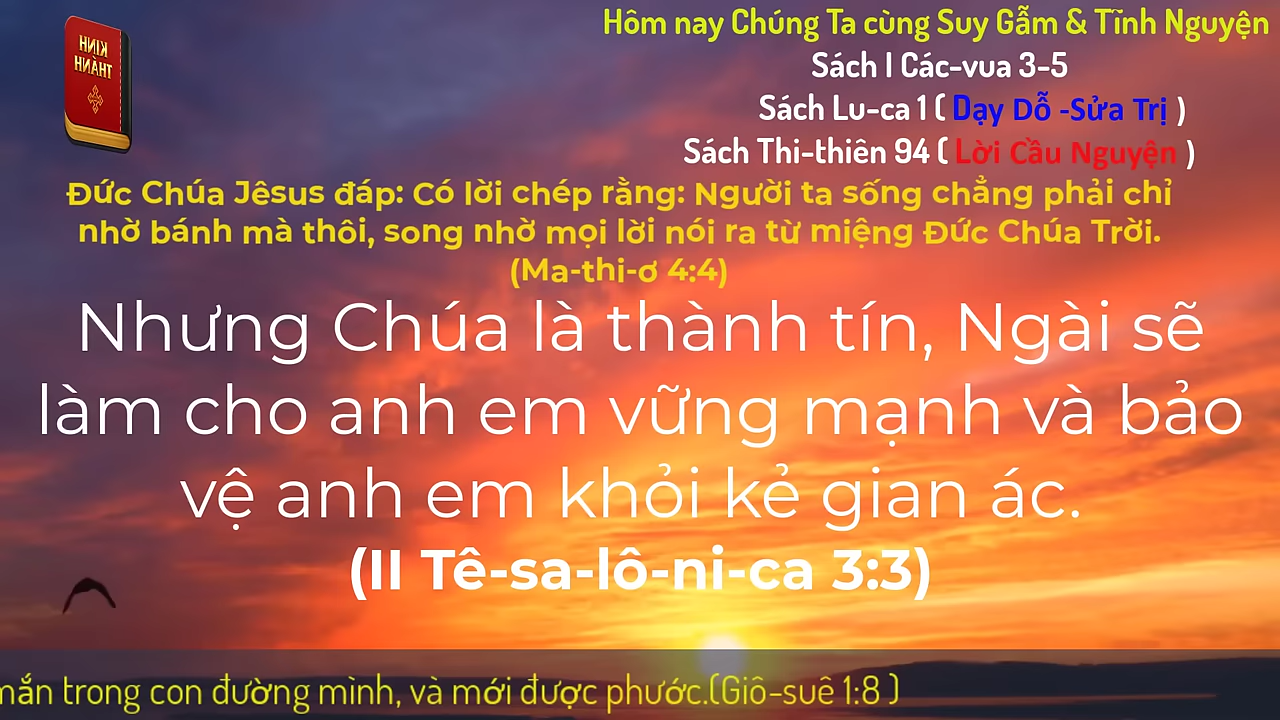 KINH
THÁNH
Hôm nay Chúng Ta cùng Suy Gẫm & Tĩnh Nguyện
Sách I Các-vua 3-5
Sách Lu-ca 1 ( Dạy Dỗ -Sửa Trị )
Sách Thi-thiên 94 ( Lời Cầu Nguyện )
Đức Chúa Jêsus đáp: Có lời chép rằng: Người ta sống chẳng phải chỉ
nhờ bánh mà thôi, song nhờ mọi lời nói ra từ miệng Đức Chúa Trời.
(Ma-thi-ơ 4:4)
Nhưng Chúa là thành tín, Ngài sẽ
làm cho anh em vững mạnh và bảo
vệ anh em khỏi kẻ gian ác.
(II Tê-sa-lô-ni-ca 3:3)
mắn trong con đường mình, và mới được phước.(Giô-suê 1:8 )